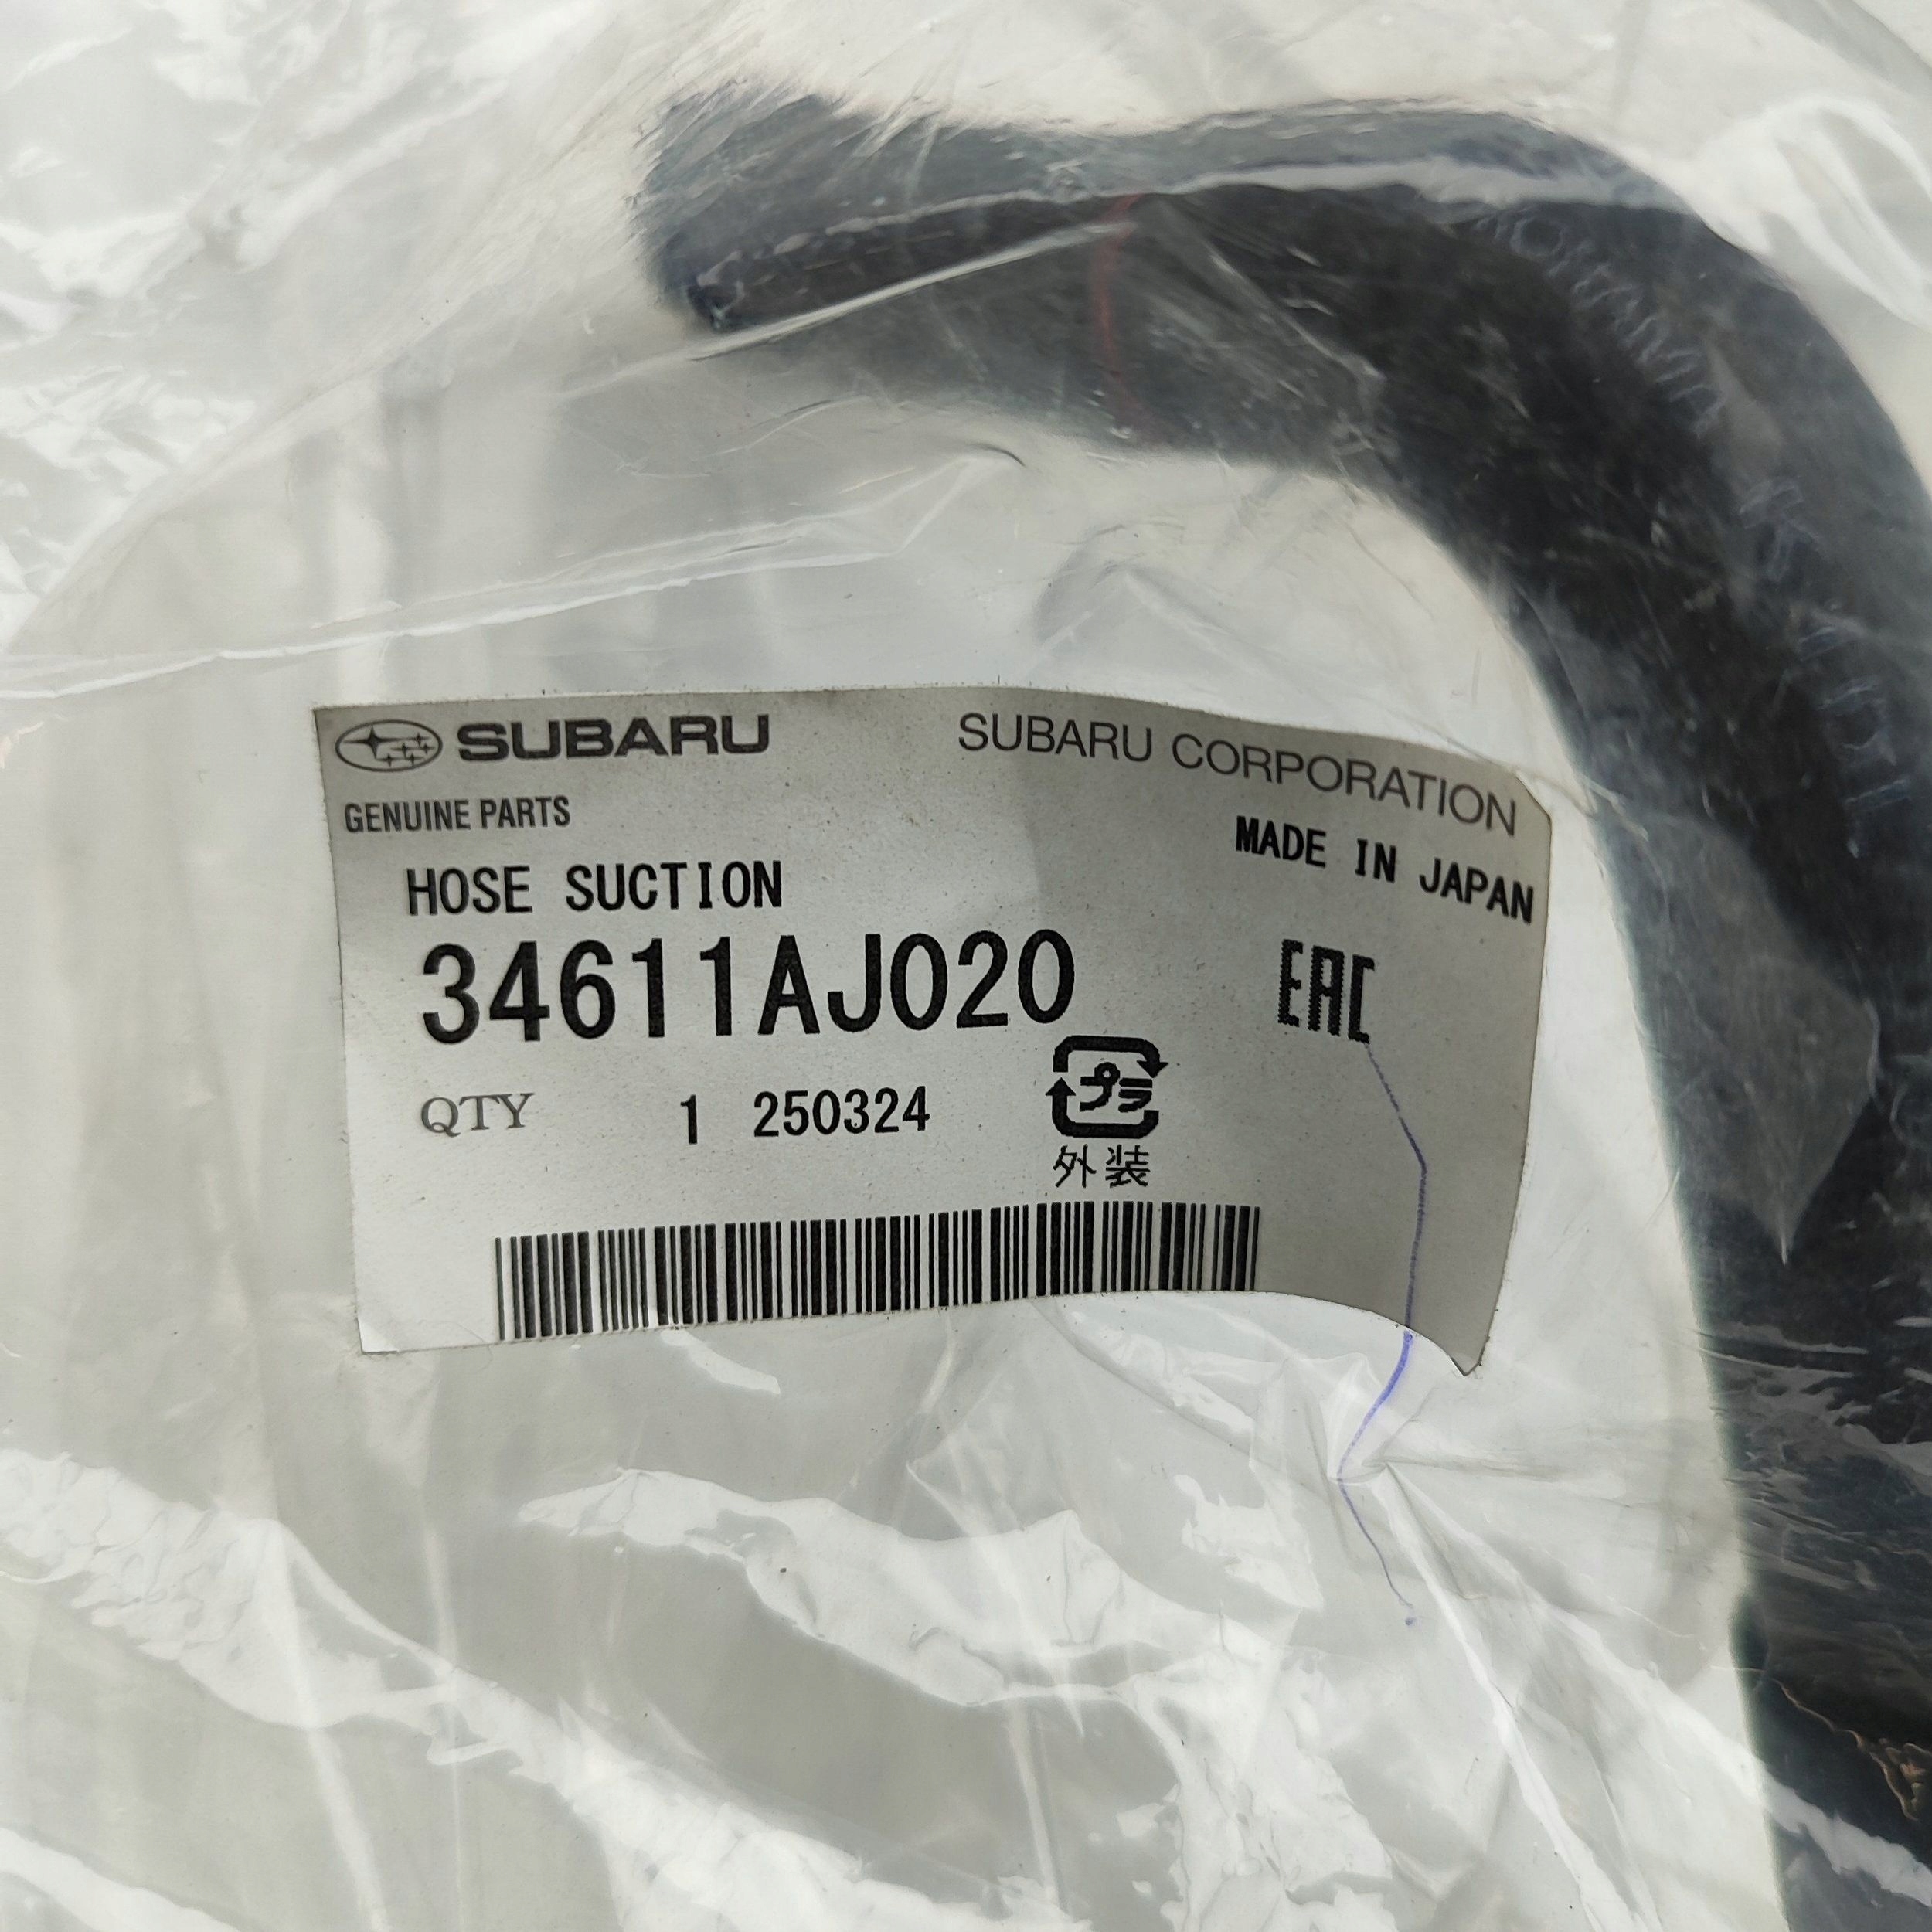 SUBARU SUBARU CORPORATION
GENUINE PARTS
MADE IN JAPAN
HOSE SUCTION
34611AJ020
EAC
QTY 1 250324
プラ
外装